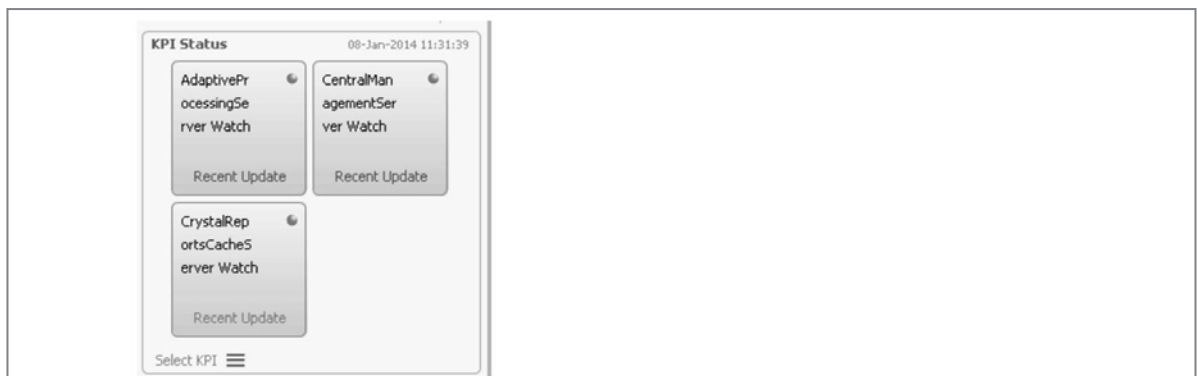 KPI Status 08-Jan-2014 11:31:39
AdaptivePr
ocessingSe
rver Watch
Recent Update
CentralMan
agementSer
ver Watch
Recent Update
CrystalRep
ortsCacheS
erver Watch
Recent Update
Select KPI